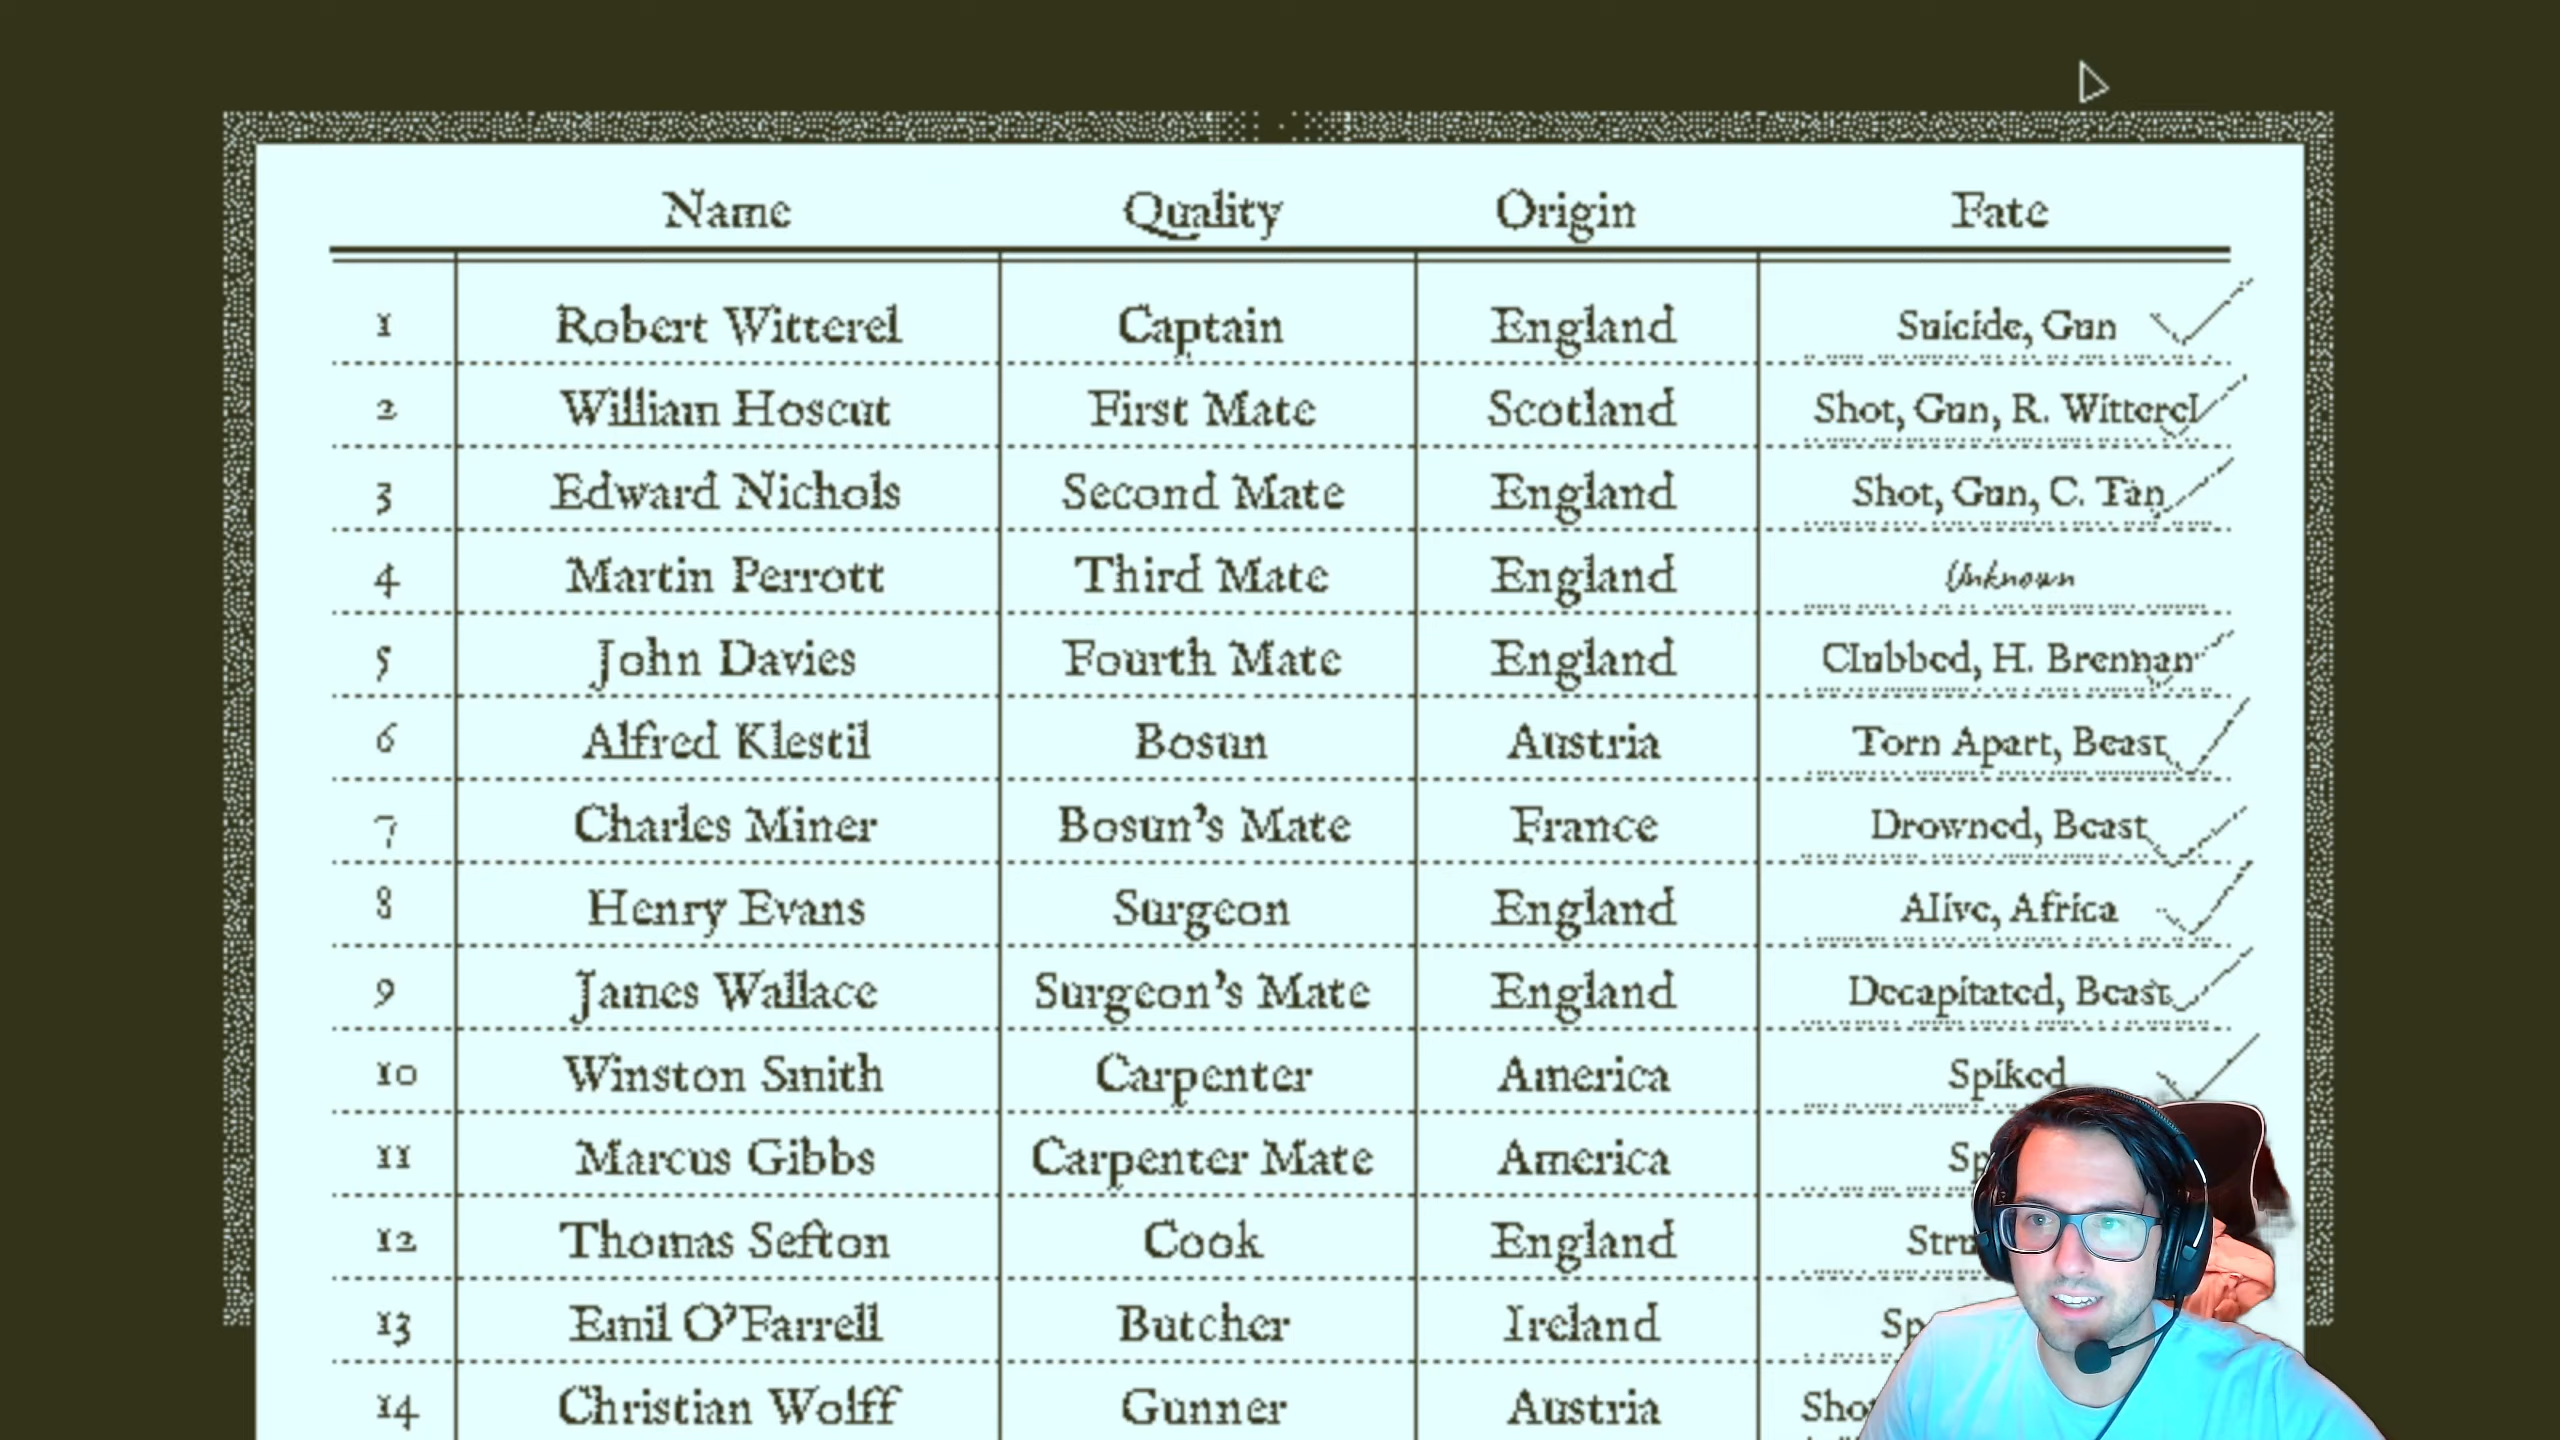 Name Quality Origin Fate
1 Robert Witterel Captain England Suicide, Gun
2 William Hoscut First Mate Scotland Shot, Gun, R. Witterel
3 Edward Nichols Second Mate England Shot, Gun, C. Tan
4 Martin Perrott Third Mate England Unknown
5 John Davies Fourth Mate England Clubbed, H. Brennan
6 Alfred Klestil Bosun Austria Torn Apart, Beast
7 Charles Miner Bosun's Mate France Drowned, Beast
8 Henry Evans Surgeon England Alive, Africa
9 James Wallace Surgeon's Mate England Decapitated, Beast
10 Winston Smith Carpenter America Spiked
11 Marcus Gibbs Carpenter Mate America
12 Thomas Sefton Cook England
13 Emil O'Farrell Butcher Ireland
14 Christian Wolff Gunner Austria